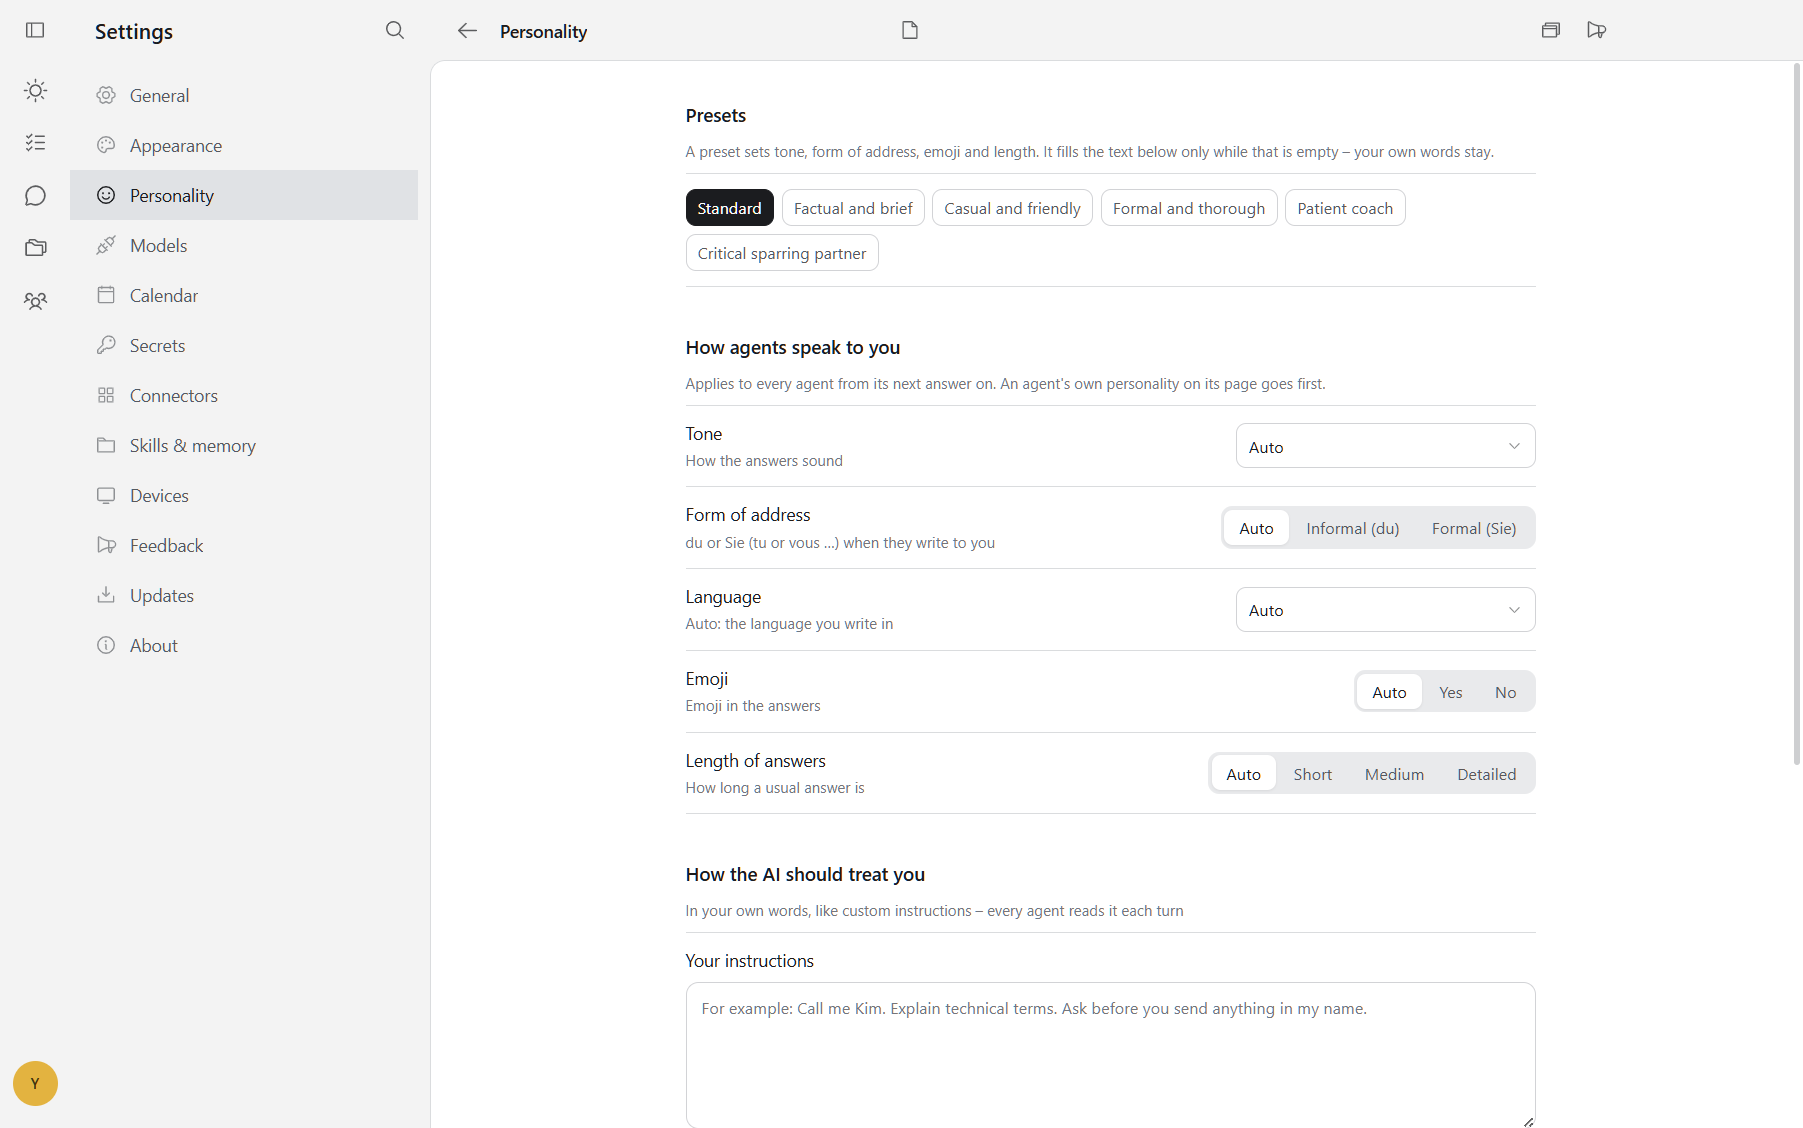 Settings
Personality
General
Appearance
Personality
Models
Calendar
Secrets
Connectors
Skills & memory
Devices
Feedback
Updates
About
Y
Presets
A preset sets tone, form of address, emoji and length. It fills the text below only while that is empty – your own words stay.
Standard
Factual and brief
Casual and friendly
Formal and thorough
Patient coach
Critical sparring partner
How agents speak to you
Applies to every agent from its next answer on. An agent's own personality on its page goes first.
Tone
How the answers sound
Auto
Form of address
du or Sie (tu or vous ...) when they write to you
Auto
Informal (du)
Formal (Sie)
Language
Auto: the language you write in
Auto
Emoji
Emoji in the answers
Auto
Yes
No
Length of answers
How long a usual answer is
Auto
Short
Medium
Detailed
How the AI should treat you
In your own words, like custom instructions – every agent reads it each turn
Your instructions
For example: Call me Kim. Explain technical terms. Ask before you send anything in my name.